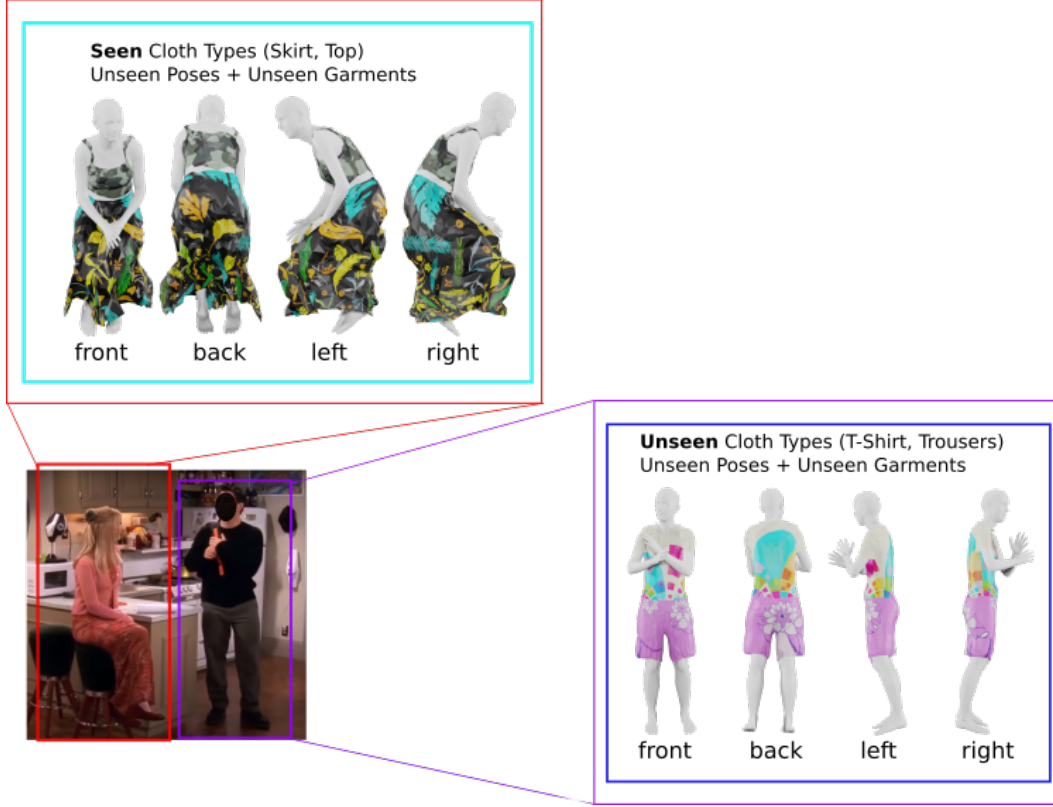 Seen Cloth Types (Skirt, Top)
Unseen Poses + Unseen Garments
front back left right
Unseen Cloth Types (T-Shirt, Trousers)
Unseen Poses + Unseen Garments
front back left right